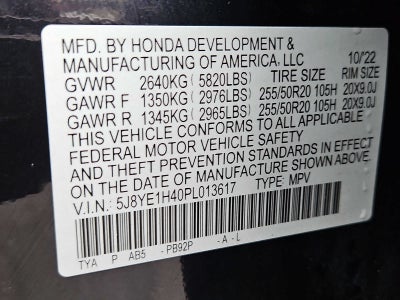 MFD. BY HONDA DEVELOPMENT &
MANUFACTURING OF AMERICA, LLC 10/22
GVWR 2640KG (5820LBS) TIRE SIZE RIM SIZE
GAWR F 1350KG (2976LBS) 255/50R20 105H 20X9.0J
GAWR R 1345KG (2965LBS) 255/50R20 105H 20X9.0J
THIS VEHICLE CONFORMS TO ALL APPLICABLE
FEDERAL MOTOR VEHICLE SAFETY
AND THEFT PREVENTION STANDARDS IN EFFECT
ON THE DATE OF MANUFACTURE SHOWN ABOVE.
V.I.N.: 5J8YE1H40PL013617 TYPE: MPV
TYA P AB5 -PB92P -A-L